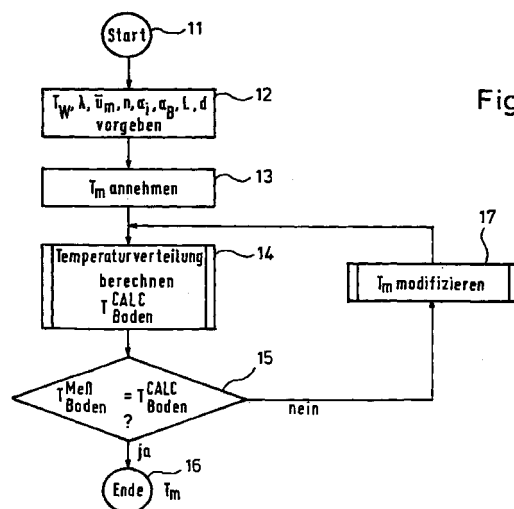 Start
11
T_W, λ, ū_m, n, α_i, α_B, L, d
vorgeben
12
Fig
T_m annehmen
13
Temperaturverteilung
berechnen
T_Boden^CALC
14
17
T_m modifizieren
T_Boden^Meß = T_Boden^CALC
?
15
nein
ja
Ende
16
T_m